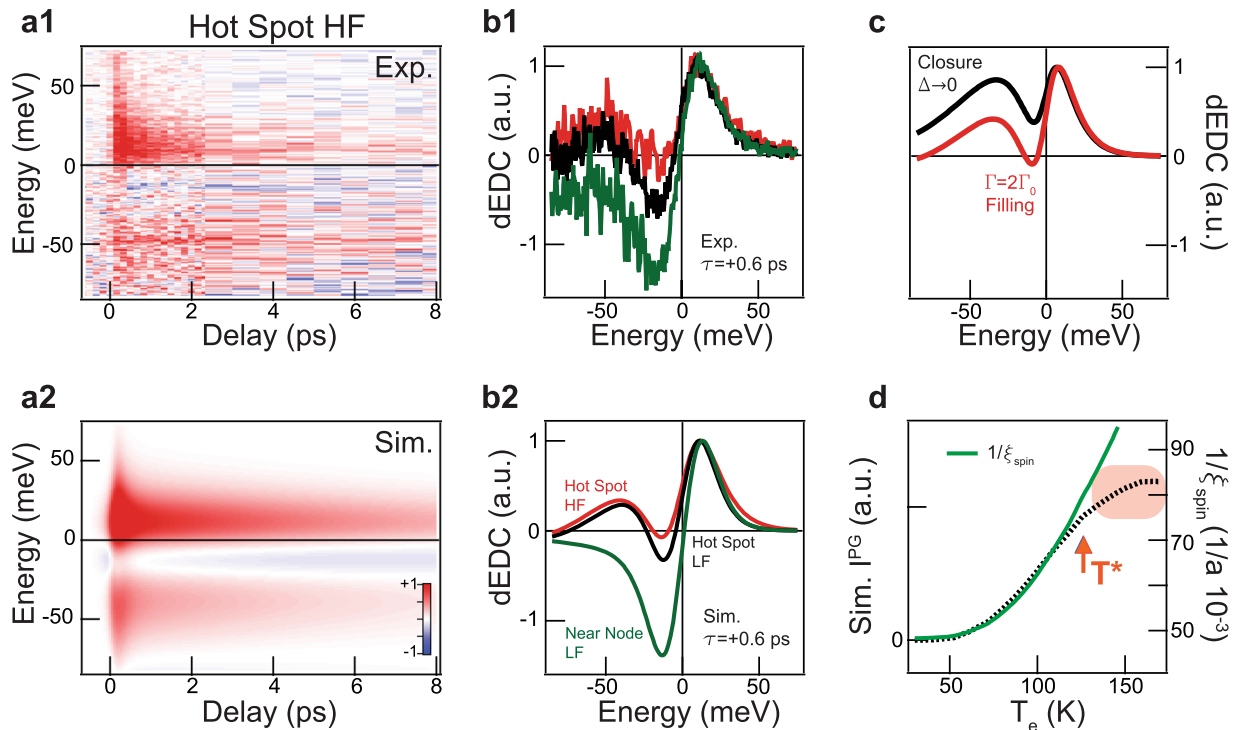 a1
Hot Spot HF
Exp.
Energy (meV)
50
0
-50
0
2
4
6
8
Delay (ps)
b1
dEDC (a.u.)
1
0
-1
Exp.
τ=+0.6 ps
-50
0
50
Energy (meV)
c
Closure
Δ→0
Γ=2Γ₀
Filling
1
0
-1
dEDC (a.u.)
-50
0
50
Energy (meV)
a2
Sim.
Energy (meV)
50
0
-50
+1
-1
0
2
4
6
8
Delay (ps)
b2
dEDC (a.u.)
1
0
-1
Hot Spot
HF
Hot Spot
LF
Near Node
LF
Sim.
τ=+0.6 ps
-50
0
50
Energy (meV)
d
1/ξspin
Sim. IPG (a.u.)
0
T*
90
70
50
1/ξspin (1/a 10⁻³)
50
100
150
Te (K)